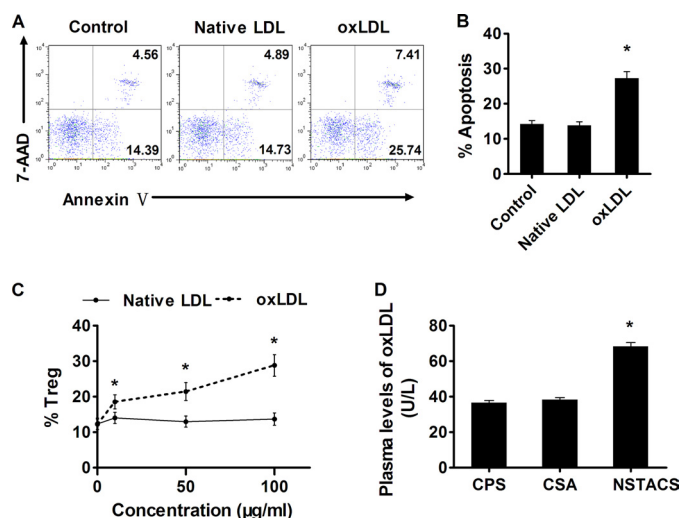 A
Control
Native LDL
oxLDL
4.56
4.89
7.41
14.39
14.73
25.74
7-AAD
Annexin V
B
% Apoptosis
40
30
20
10
0
*
Control
Native LDL
oxLDL
C
Native LDL
oxLDL
% Treg
40
30
20
10
0
* * *
0 50 100
Concentration (µg/ml)
D
Plasma levels of oxLDL
(U/L)
80
60
40
20
0
*
CPS CSA NSTACS